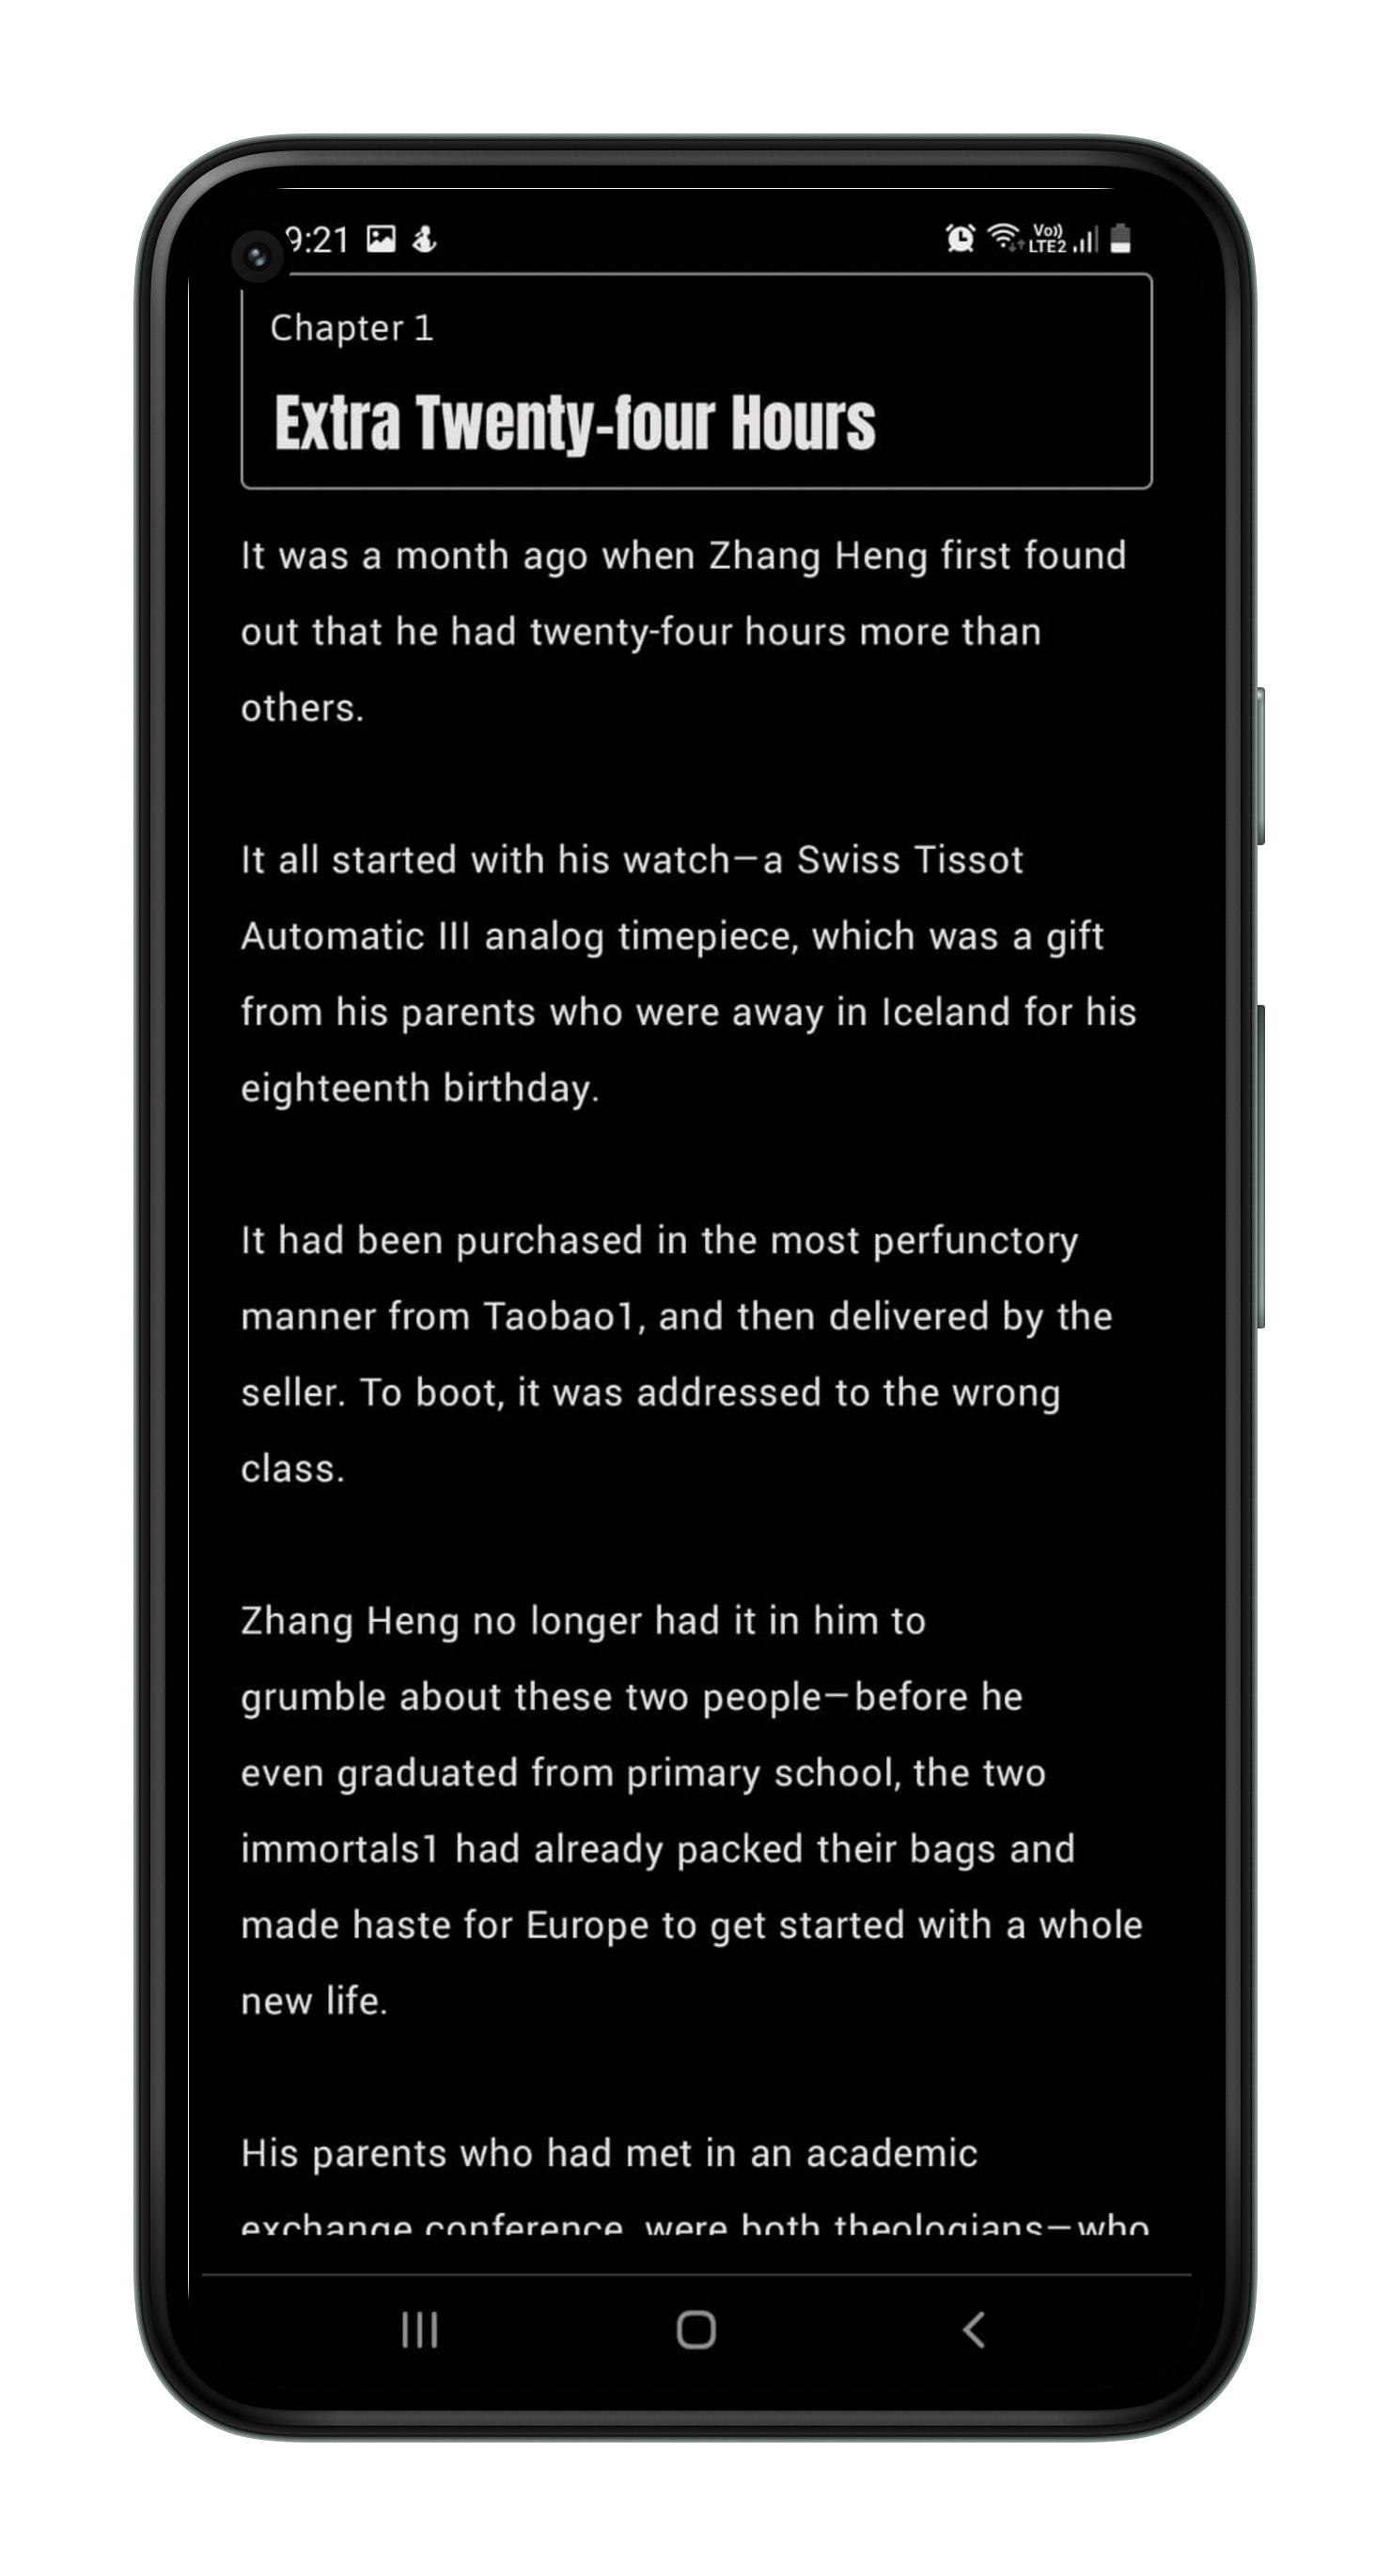 9:21
Vo))
LTE2
Chapter 1
Extra Twenty-four Hours
It was a month ago when Zhang Heng first found
out that he had twenty-four hours more than
others.
It all started with his watch—a Swiss Tissot
Automatic III analog timepiece, which was a gift
from his parents who were away in Iceland for his
eighteenth birthday.
It had been purchased in the most perfunctory
manner from Taobao1, and then delivered by the
seller. To boot, it was addressed to the wrong
class.
Zhang Heng no longer had it in him to
grumble about these two people—before he
even graduated from primary school, the two
immortals1 had already packed their bags and
made haste for Europe to get started with a whole
new life.
His parents who had met in an academic
exchange conference, were both theologians—who